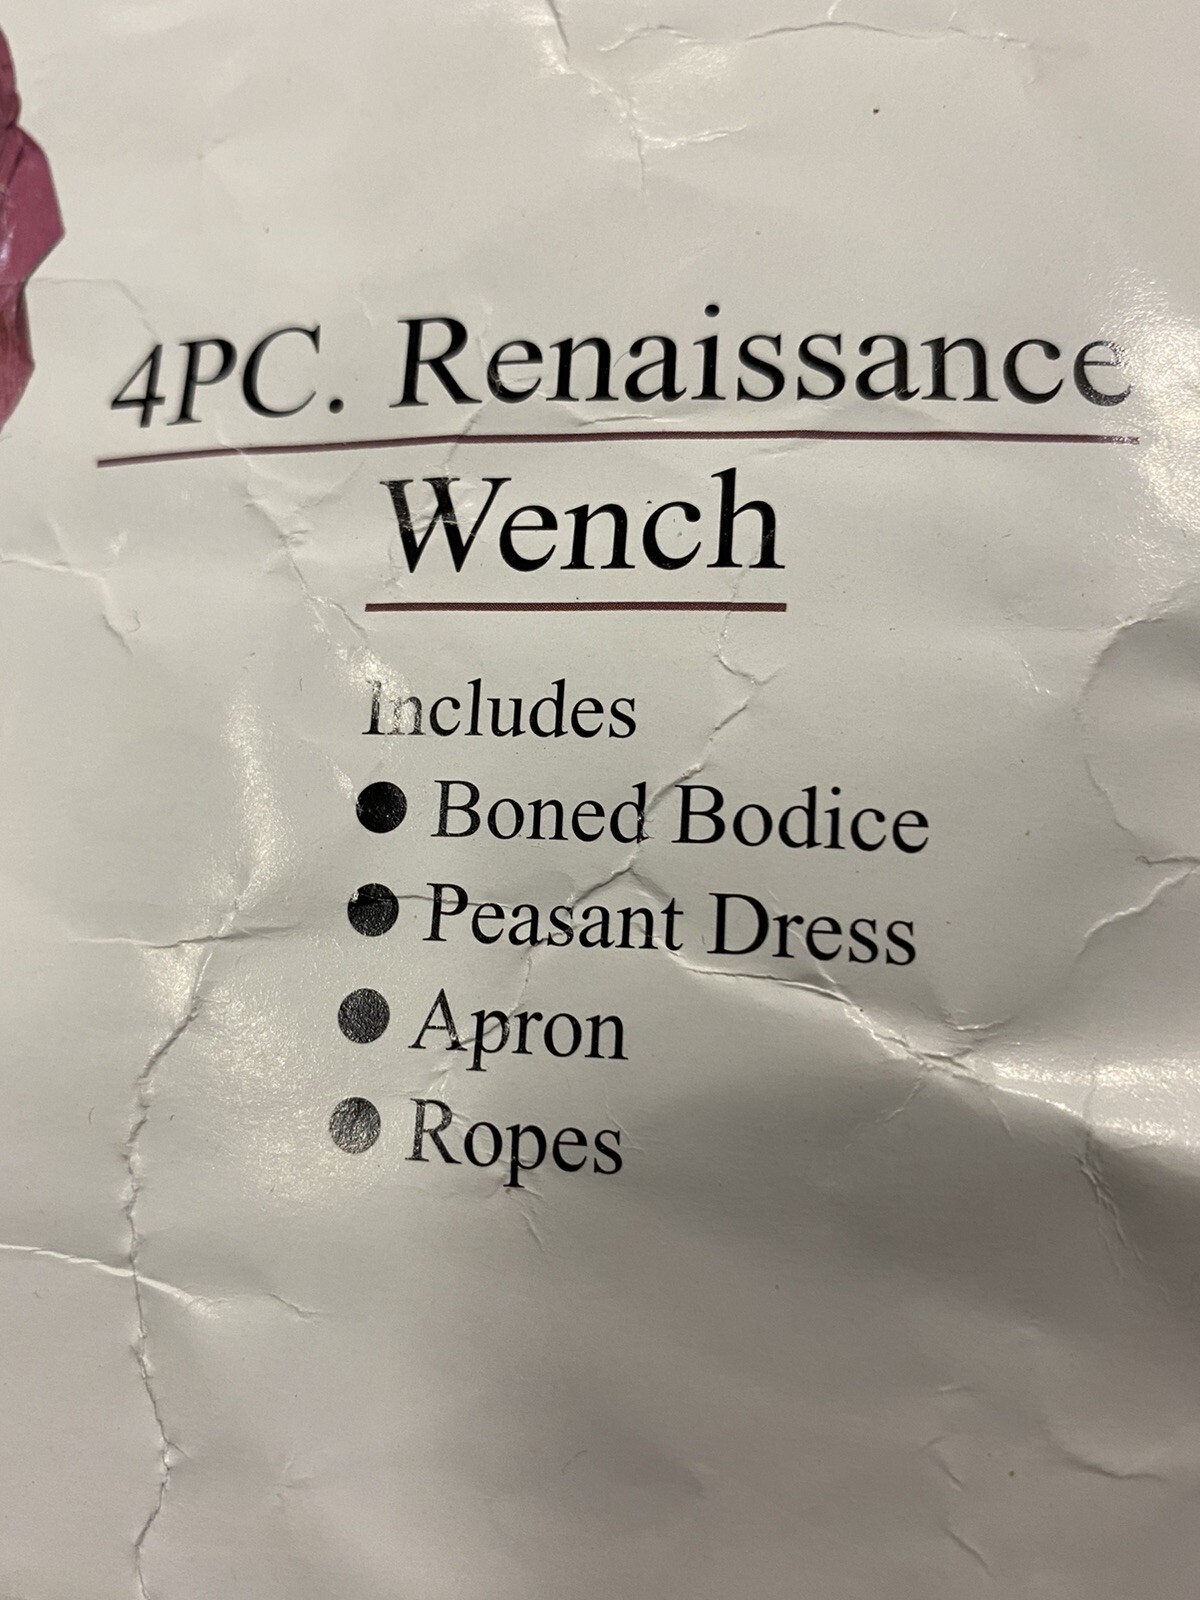 4PC. Renaissance
Wench
Includes
● Boned Bodice
● Peasant Dress
● Apron
● Ropes